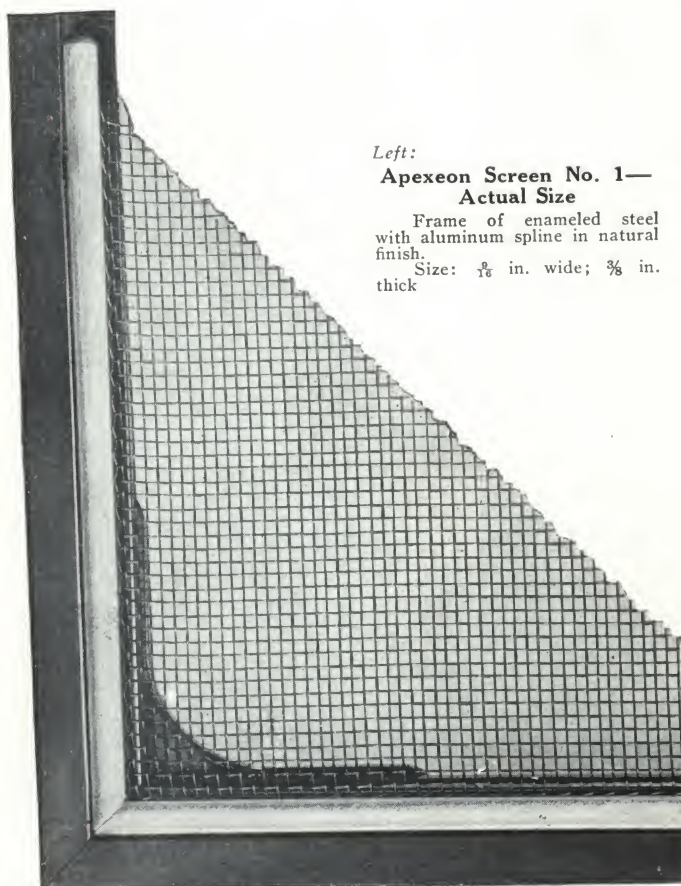 Left:
Apexeon Screen No. 1—
Actual Size
Frame of enameled steel
with aluminum spline in natural
finish.
Size: 9/16 in. wide; 3/8 in.
thick